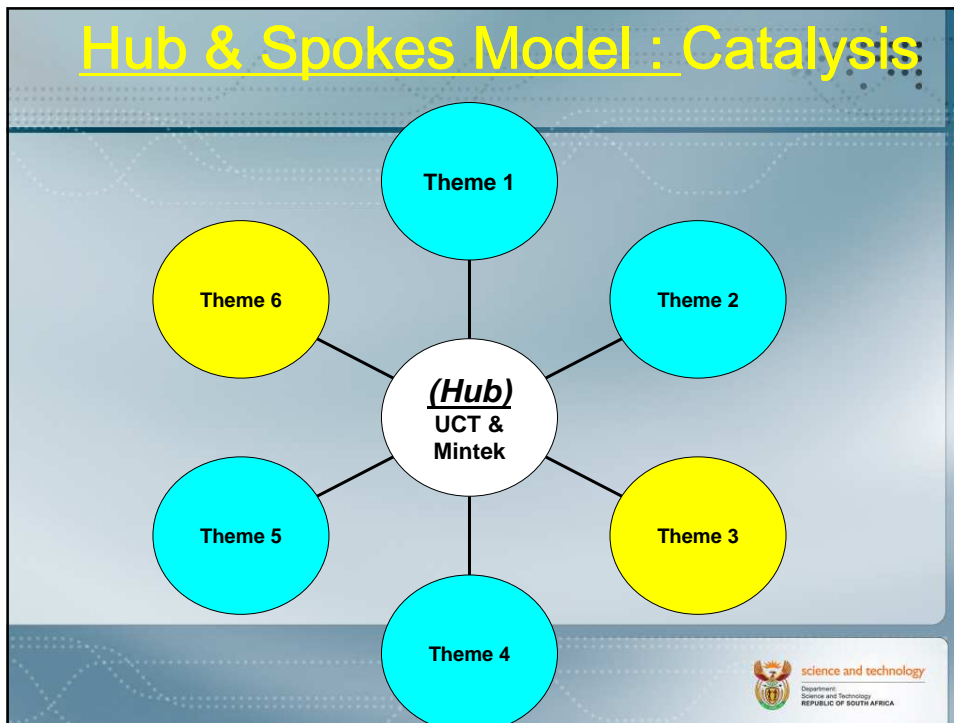 Hub & Spokes Model : Catalysis
Theme 1
Theme 6
Theme 2
(Hub)
UCT &
Mintek
Theme 5
Theme 3
Theme 4
science and technology
Department:
Science and Technology
REPUBLIC OF SOUTH AFRICA